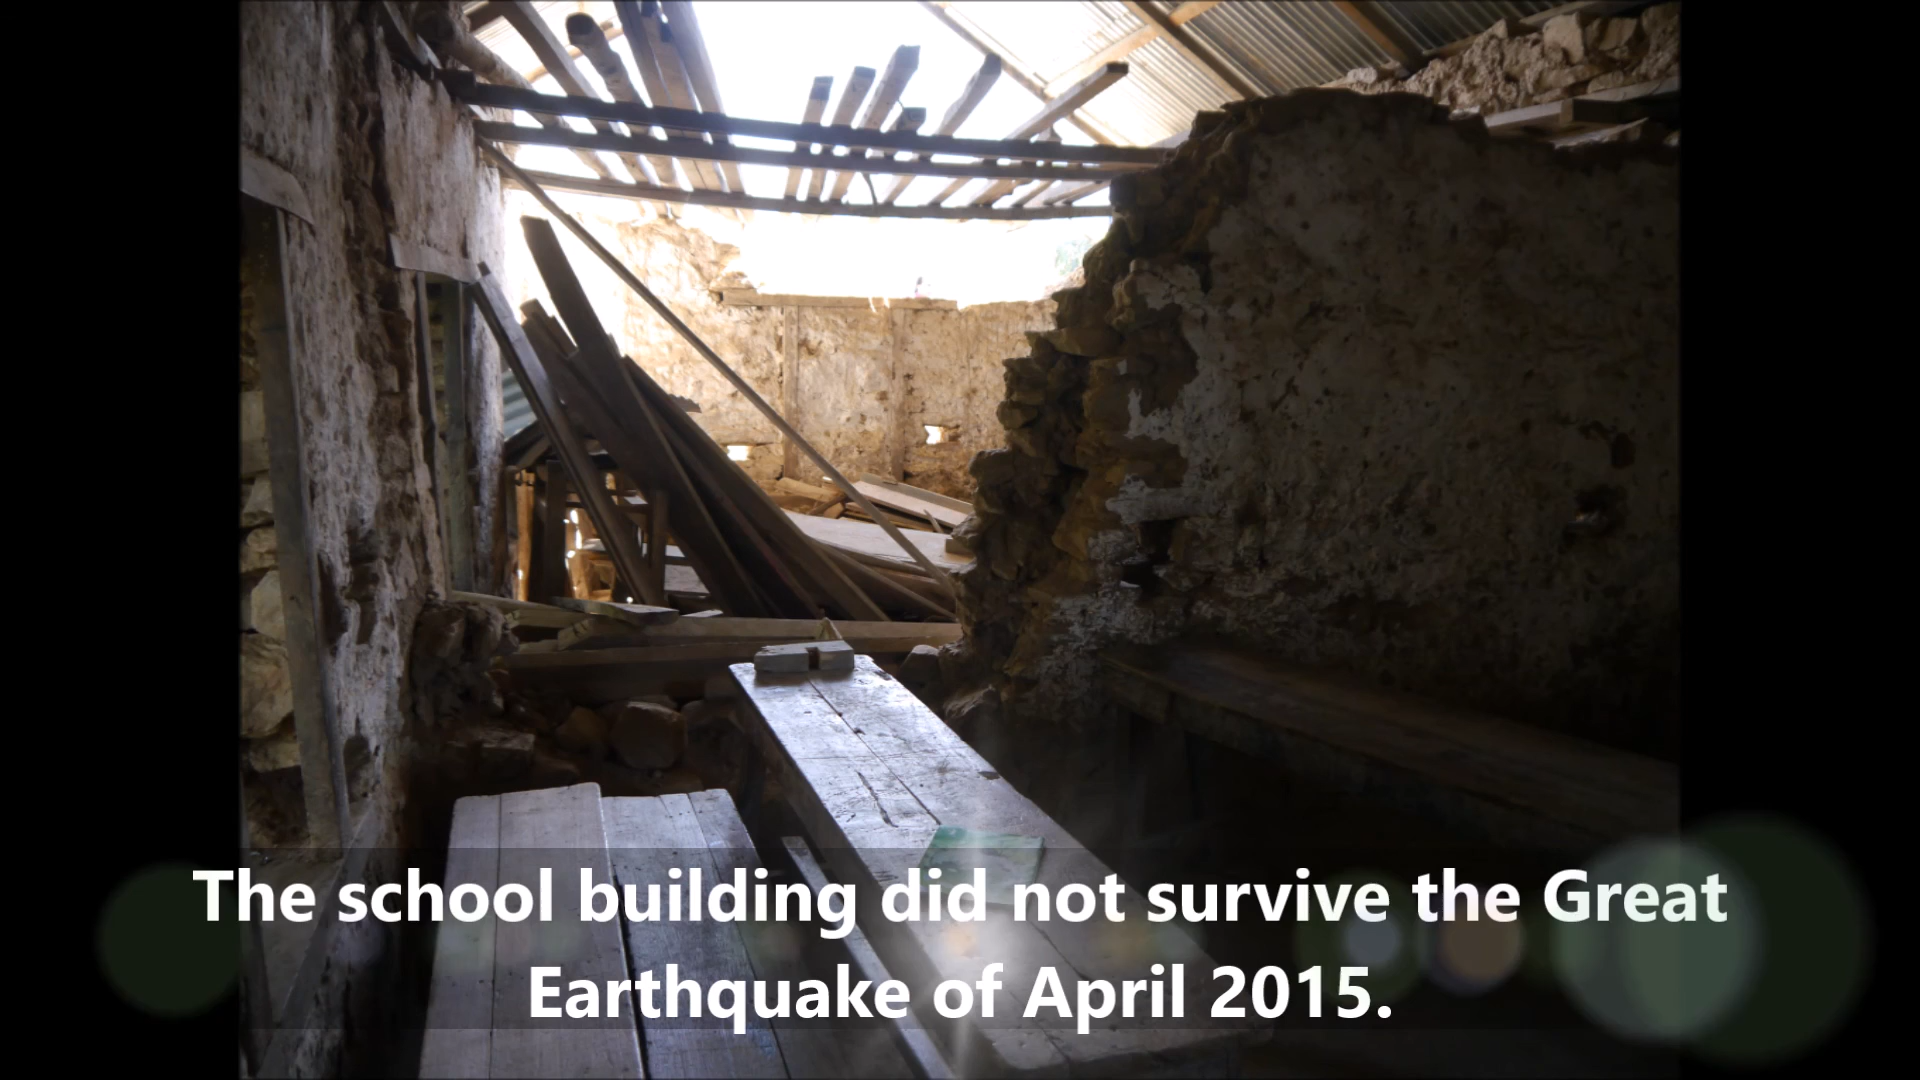 The school building did not survive the Great
Earthquake of April 2015.